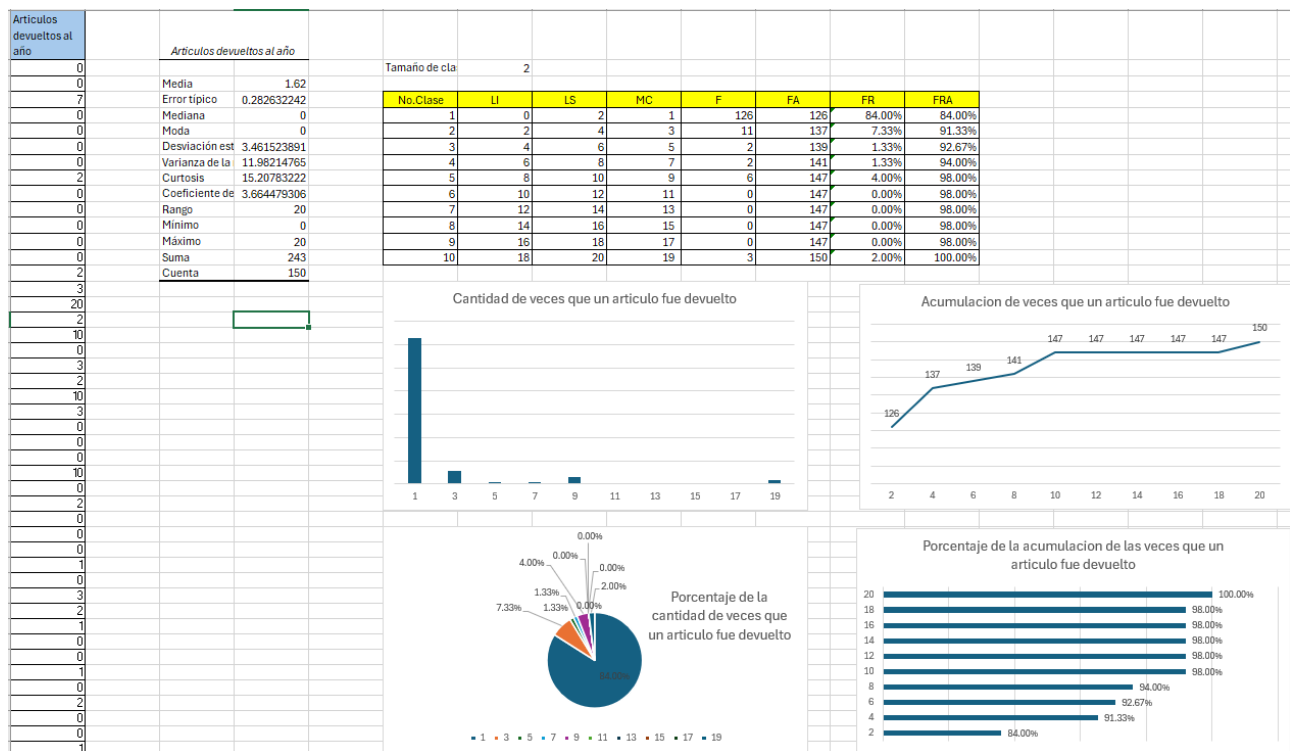 Articulos
devueltos al
año
0
0
7
0
0
0
0
2
0
0
0
0
0
2
3
20
2
10
0
3
2
10
3
0
0
0
10
0
2
0
0
0
1
0
3
2
1
0
0
1
0
2
0
0
1
Articulos devueltos al año
Media 1.62
Error típico 0.282632242
Mediana 0
Moda 0
Desviación est 3.461523891
Varianza de la 11.98214765
Curtosis 15.20783222
Coeficiente de 3.664479306
Rango 20
Mínimo 0
Máximo 20
Suma 243
Cuenta 150
Tamaño de cla 2
No.Clase LI LS MC F FA FR FRA
1 0 2 1 126 126 84.00% 84.00%
2 2 4 3 11 137 7.33% 91.33%
3 4 6 5 2 139 1.33% 92.67%
4 6 8 7 2 141 1.33% 94.00%
5 8 10 9 6 147 4.00% 98.00%
6 10 12 11 0 147 0.00% 98.00%
7 12 14 13 0 147 0.00% 98.00%
8 14 16 15 0 147 0.00% 98.00%
9 16 18 17 0 147 0.00% 98.00%
10 18 20 19 3 150 2.00% 100.00%
Cantidad de veces que un articulo fue devuelto
1 3 5 7 9 11 13 15 17 19
Acumulacion de veces que un articulo fue devuelto
126 137 139 141 147 147 147 147 147 150
2 4 6 8 10 12 14 16 18 20
Porcentaje de la
cantidad de veces que
un articulo fue devuelto
0.00%
0.00%
4.00%
0.00%
2.00%
1.33%
7.33%
1.33%
0.00%
84.00%
1 3 5 7 9 11 13 15 17 19
Porcentaje de la acumulacion de las veces que un
articulo fue devuelto
20 100.00%
18 98.00%
16 98.00%
14 98.00%
12 98.00%
10 98.00%
8 94.00%
6 92.67%
4 91.33%
2 84.00%